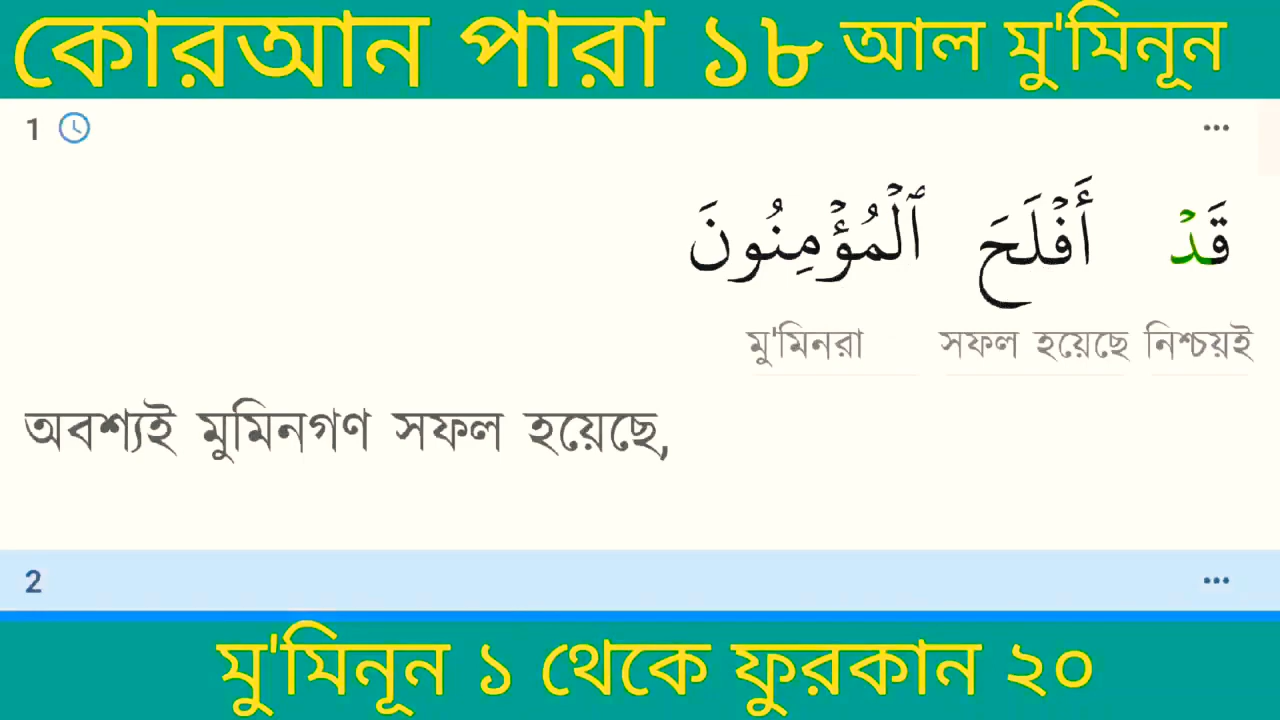 কোরআন পারা ১৮ আল মু'মিনূন
1
قَدۡ أَفۡلَحَ ٱلۡمُؤۡمِنُونَ
নিশ্চয়ই সফল হয়েছে মু'মিনরা
অবশ্যই মুমিনগণ সফল হয়েছে,
2
মু'মিনূন ১ থেকে ফুরকান ২০